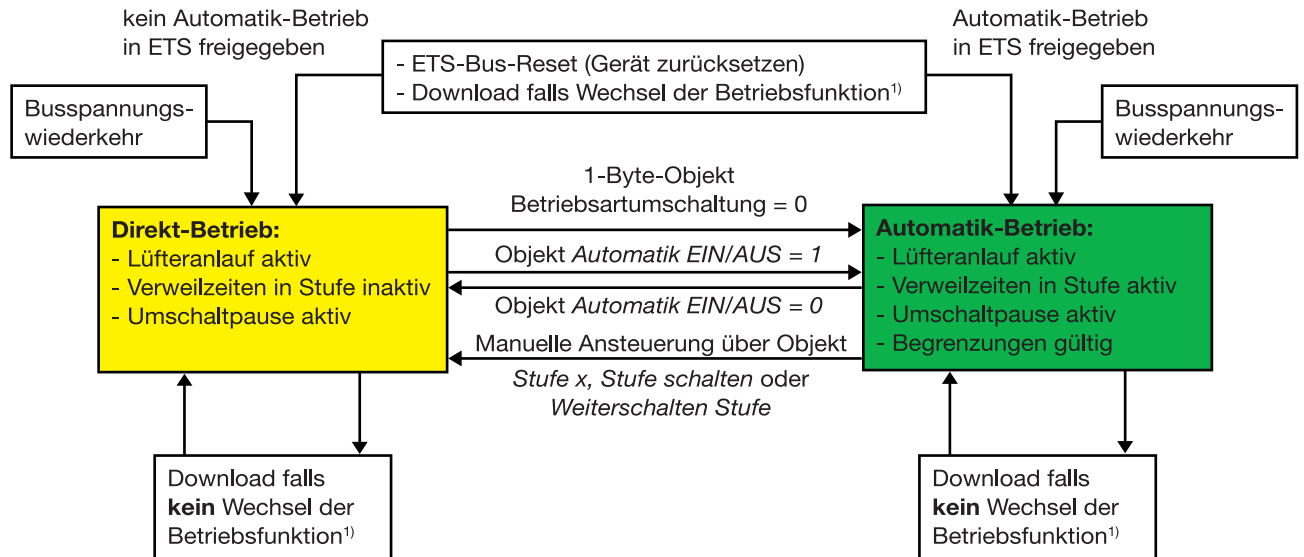 kein Automatik-Betrieb
in ETS freigegeben
Automatik-Betrieb
in ETS freigegeben
- ETS-Bus-Reset (Gerät zurücksetzen)
- Download falls Wechsel der Betriebsfunktion¹⁾
Busspannungs-
wiederkehr
Busspannungs-
wiederkehr
1-Byte-Objekt
Betriebsartumschaltung = 0
Direkt-Betrieb:
- Lüfteranlauf aktiv
- Verweilzeiten in Stufe inaktiv
- Umschaltpause aktiv
Objekt Automatik EIN/AUS = 1
Objekt Automatik EIN/AUS = 0
Manuelle Ansteuerung über Objekt
Stufe x, Stufe schalten oder
Weiterschalten Stufe
Automatik-Betrieb:
- Lüfteranlauf aktiv
- Verweilzeiten in Stufe aktiv
- Umschaltpause aktiv
- Begrenzungen gültig
Download falls
kein Wechsel der
Betriebsfunktion¹⁾
Download falls
kein Wechsel der
Betriebsfunktion¹⁾